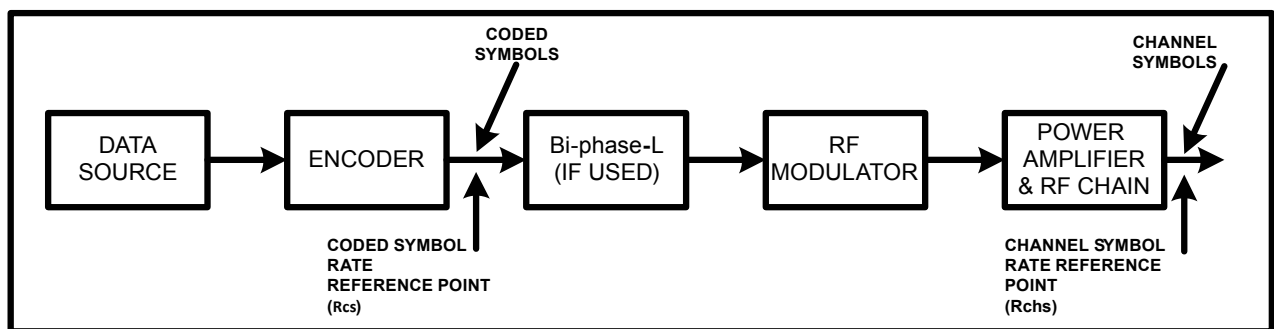 CODED
SYMBOLS
CHANNEL
SYMBOLS
DATA
SOURCE
ENCODER
Bi-phase-L
(IF USED)
RF
MODULATOR
POWER
AMPLIFIER
& RF CHAIN
CODED SYMBOL
RATE
REFERENCE POINT
(Rcs)
CHANNEL SYMBOL
RATE REFERENCE
POINT
(Rchs)